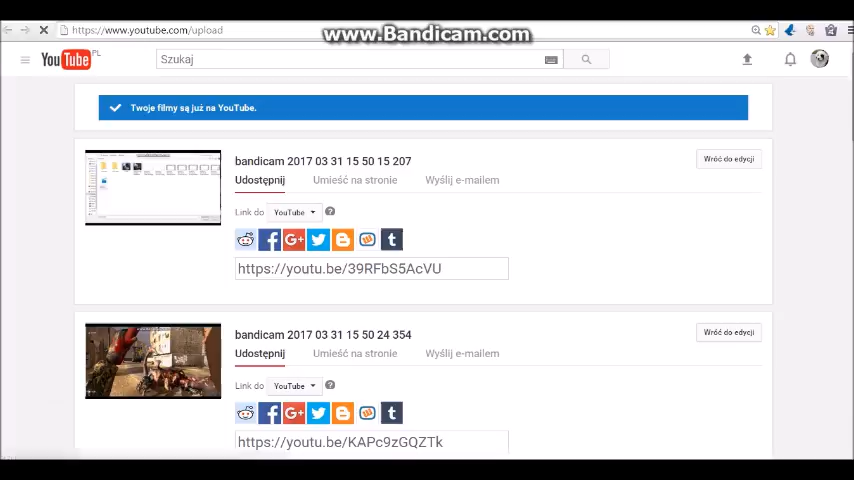 https://www.youtube.com/upload
www.Bandicam.com
YouTube PL
Szukaj
Twoje filmy są już na YouTube.
bandicam 2017 03 31 15 50 15 207
Wróć do edycji
Udostępnij Umieść na stronie Wyślij e-mailem
Link do YouTube ?
https://youtu.be/39RFbS5AcVU
bandicam 2017 03 31 15 50 24 354
Wróć do edycji
Udostępnij Umieść na stronie Wyślij e-mailem
Link do YouTube ?
https://youtu.be/KAPc9zGQZTk